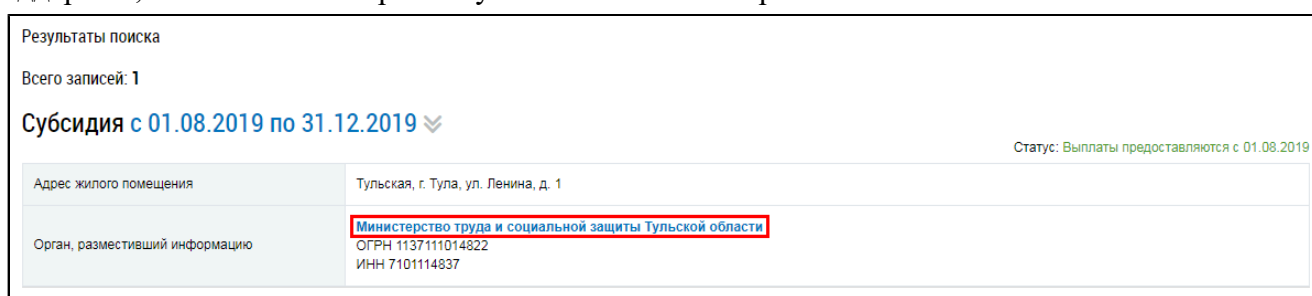 Результаты поиска
Всего записей: 1
Субсидия с 01.08.2019 по 31.12.2019
Статус: Выплаты предоставляются с 01.08.2019
Адрес жилого помещения
Тульская, г. Тула, ул. Ленина, д. 1
Орган, разместивший информацию
Министерство труда и социальной защиты Тульской области
ОГРН 1137111014822
ИНН 7101114837